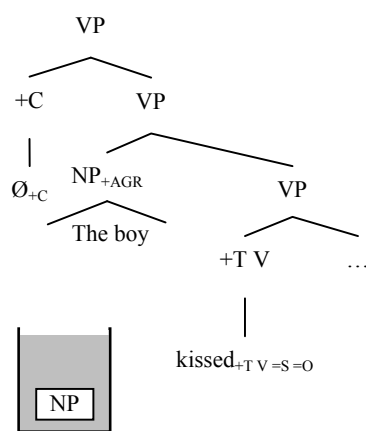 VP
+C VP
Ø+C NP+AGR VP
The boy
+T V …
kissed+T V =S =O
NP